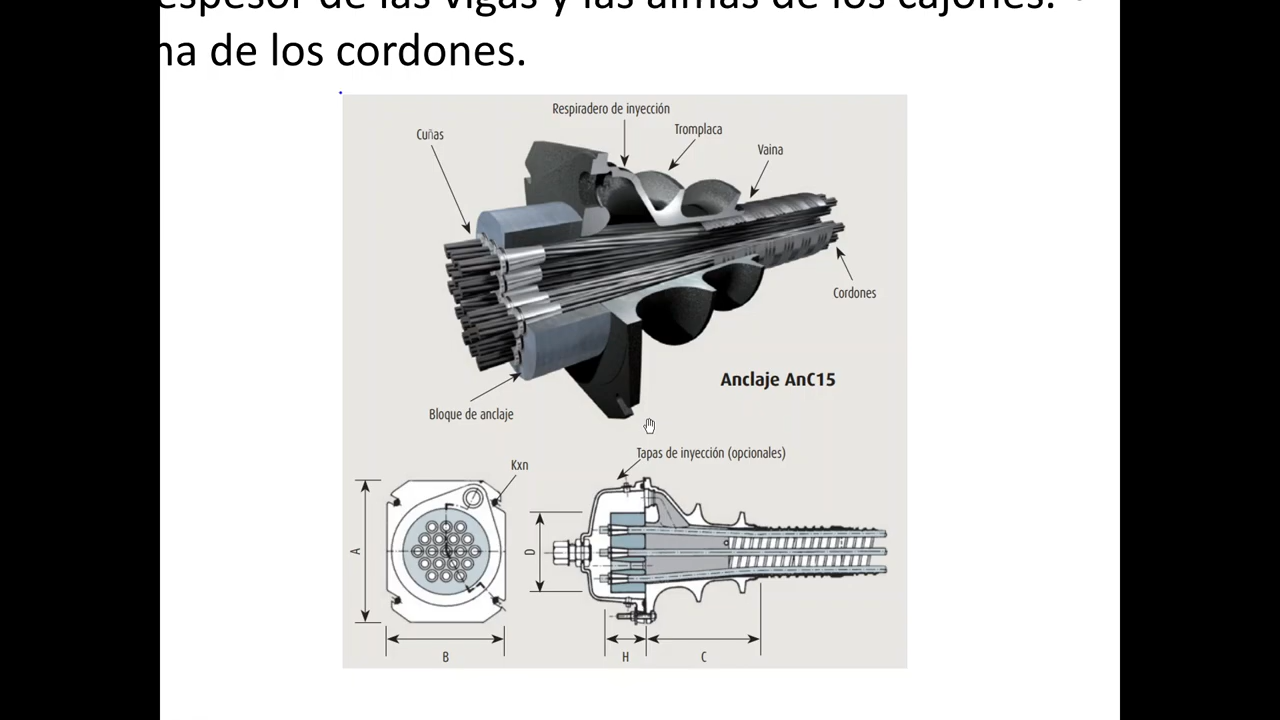 espesor de las vigas y las almas de los cajones.
de los cordones.
Respiradero de inyección
Tromplaca
Cuñas
Vaina
Cordones
Anclaje AnC15
Bloque de anclaje
Tapas de inyección (opcionales)
Kxn
A
D
B
H
C